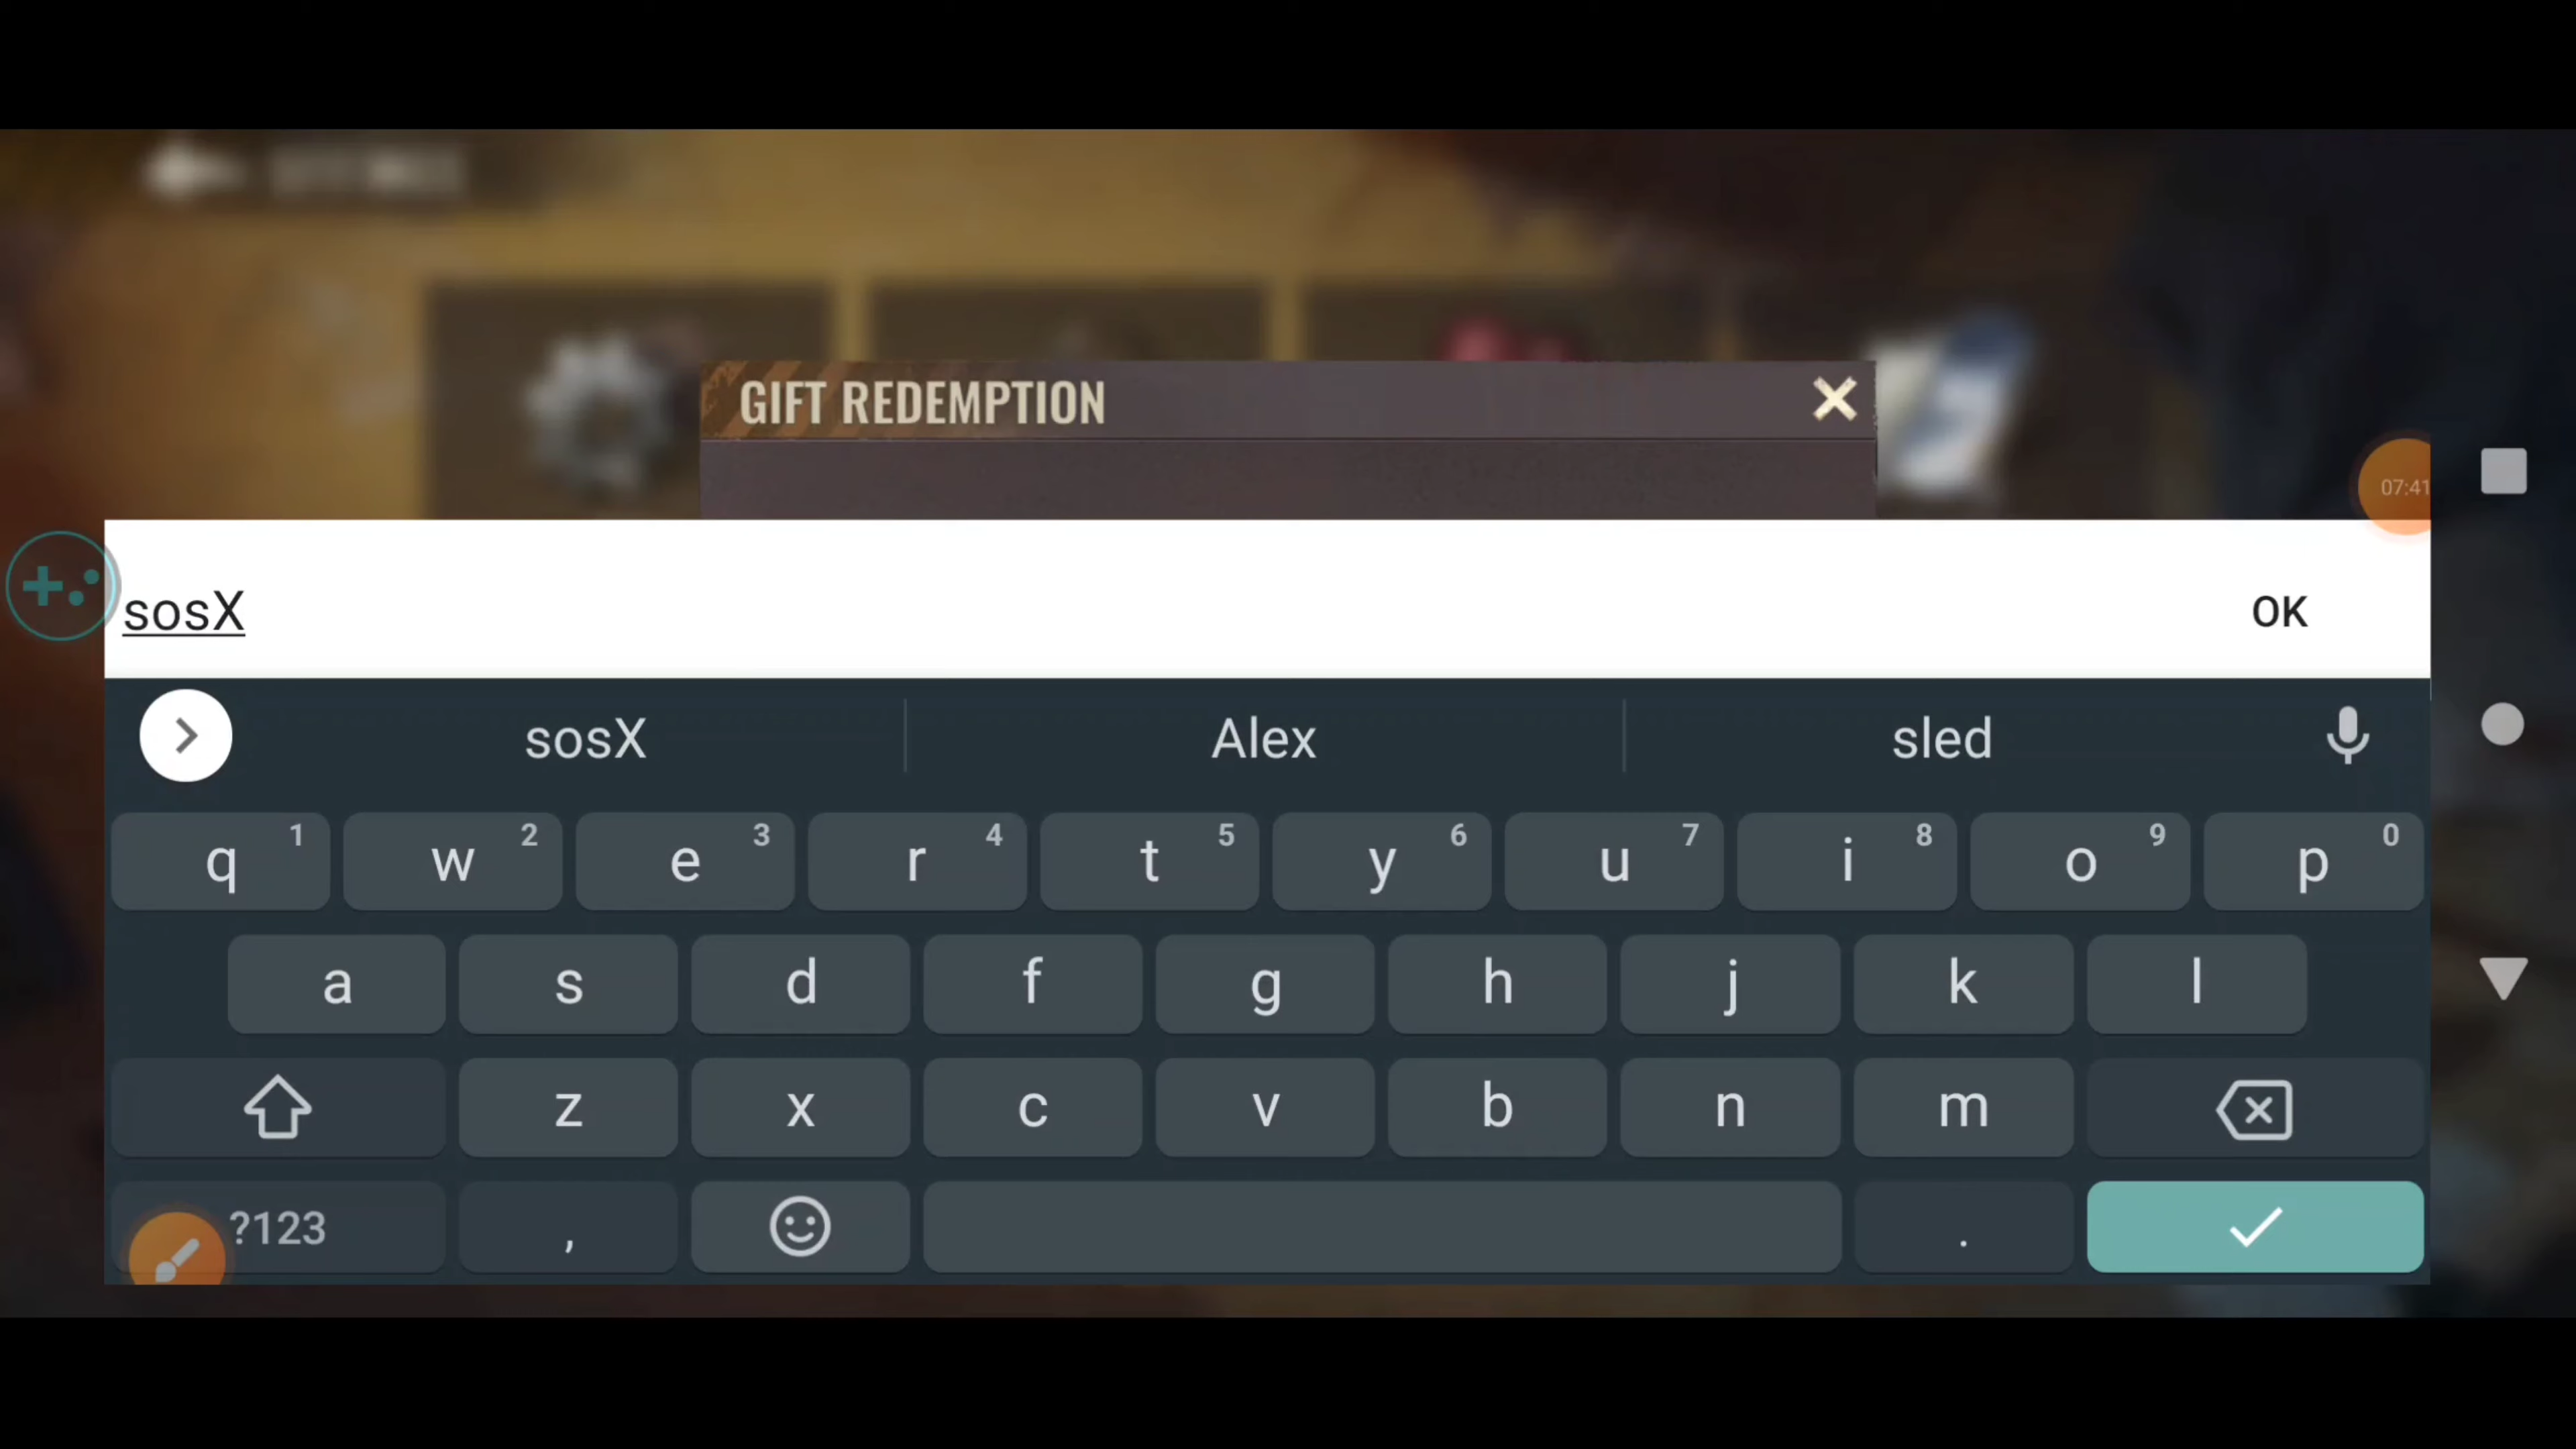 GIFT REDEMPTION
07:41
sosX
OK
sosX Alex sled
q 1 w 2 e 3 r 4 t 5 y 6 u 7 i 8 o 9 p 0
a s d f g h j k l
z x c v b n m
?123 , .